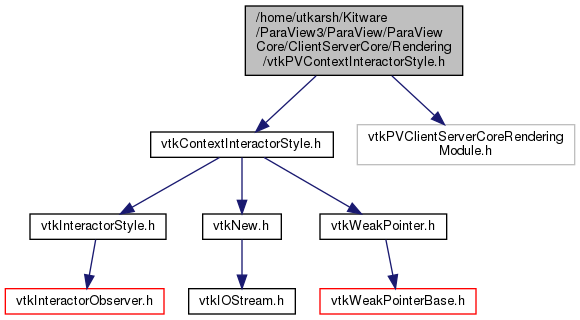 /home/utkarsh/Kitware
/ParaView3/ParaView/ParaView
Core/ClientServerCore/Rendering
/vtkPVContextInteractorStyle.h
vtkContextInteractorStyle.h
vtkPVClientServerCoreRendering
Module.h
vtkInteractorStyle.h
vtkNew.h
vtkWeakPointer.h
vtkInteractorObserver.h
vtkIOStream.h
vtkWeakPointerBase.h